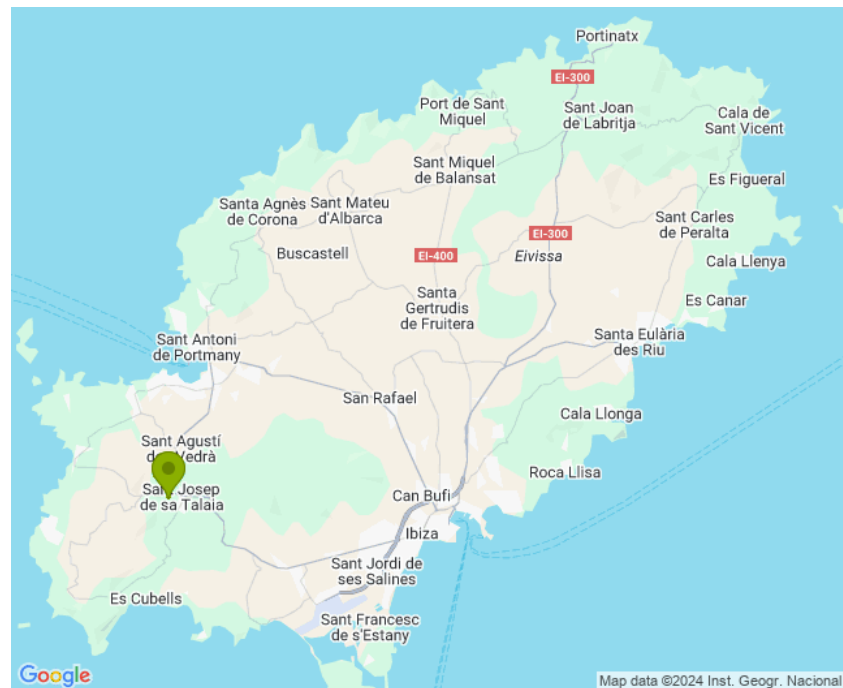 Portinatx
EI-300
Port de Sant
Miquel
Sant Joan
de Labritja
Cala de
Sant Vicent
Sant Miquel
de Balansat
Es Figueral
Santa Agnès
de Corona
Sant Mateu
d'Albarca
Sant Carles
de Peralta
EI-300
Buscastell
EI-400
Eivissa
Cala Llenya
Santa
Gertrudis
de Fruitera
Es Canar
Sant Antoni
de Portmany
Santa Eulària
des Riu
San Rafael
Cala Llonga
Sant Agustí
Vedrà
Roca Llisa
Sant Josep
de sa Talaia
Can Bufi
Ibiza
Sant Jordi de
ses Salines
Es Cubells
Sant Francesc
de s'Estany
Google
Map data ©2024 Inst. Geogr. Nacional